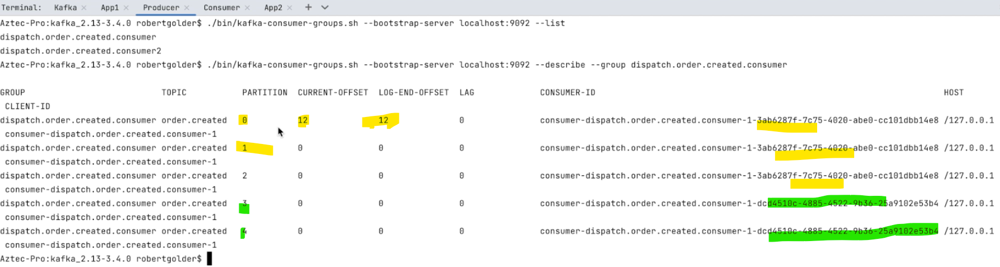 Terminal: Kafka × App1 × Producer × Consumer × App2 × +
Aztec-Pro:kafka_2.13-3.4.0 robertgolder$ ./bin/kafka-consumer-groups.sh --bootstrap-server localhost:9092 --list
dispatch.order.created.consumer
dispatch.order.created.consumer2
Aztec-Pro:kafka_2.13-3.4.0 robertgolder$ ./bin/kafka-consumer-groups.sh --bootstrap-server localhost:9092 --describe --group dispatch.order.created.consumer
GROUP TOPIC PARTITION CURRENT-OFFSET LOG-END-OFFSET LAG CONSUMER-ID HOST
CLIENT-ID
dispatch.order.created.consumer order.created 0 12 12 0 consumer-dispatch.order.created.consumer-1-3ab6287f-7c75-4020-abe0-cc101dbb14e8 /127.0.0.1
consumer-dispatch.order.created.consumer-1
dispatch.order.created.consumer order.created 1 0 0 0 consumer-dispatch.order.created.consumer-1-3ab6287f-7c75-4020-abe0-cc101dbb14e8 /127.0.0.1
consumer-dispatch.order.created.consumer-1
dispatch.order.created.consumer order.created 2 0 0 0 consumer-dispatch.order.created.consumer-1-3ab6287f-7c75-4020-abe0-cc101dbb14e8 /127.0.0.1
consumer-dispatch.order.created.consumer-1
dispatch.order.created.consumer order.created 3 0 0 0 consumer-dispatch.order.created.consumer-1-dcd4510c-4885-4522-9b36-25a9102e53b4 /127.0.0.1
consumer-dispatch.order.created.consumer-1
dispatch.order.created.consumer order.created 4 0 0 0 consumer-dispatch.order.created.consumer-1-dcd4510c-4885-4522-9b36-25a9102e53b4 /127.0.0.1
consumer-dispatch.order.created.consumer-1
Aztec-Pro:kafka_2.13-3.4.0 robertgolder$